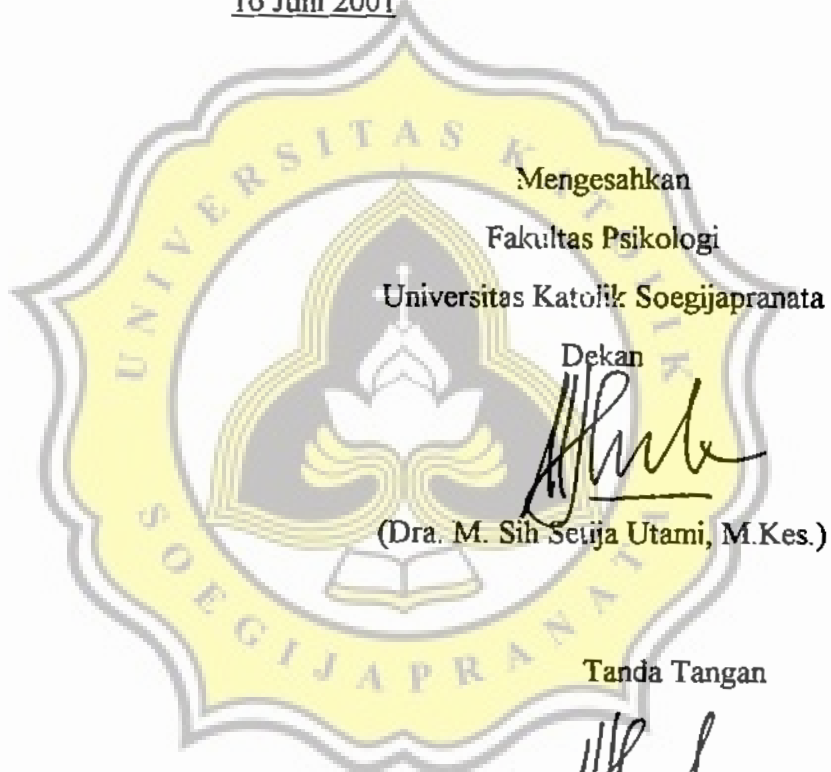 16 Juni 2001
UNIVERSITAS KATOLIK
Mengesahkan
Fakultas Psikologi
Universitas Katolik Soegijapranata
Dekan
(Dra. M. Sih Setija Utami, M.Kes.)
SOEGIJAPRANATA
Tanda Tangan